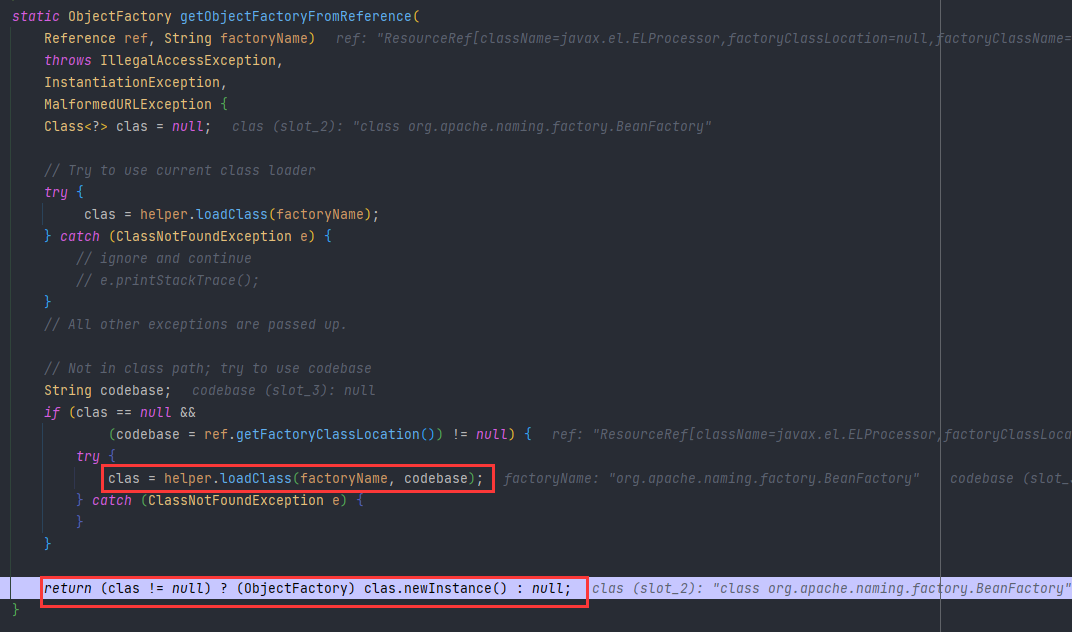 static ObjectFactory getObjectFactoryFromReference(
Reference ref, String factoryName) ref: "ResourceRef[className=javax.el.ELProcessor,factoryClassLocation=null,factoryClassName=
throws IllegalAccessException,
InstantiationException,
MalformedURLException {
Class<?> clas = null; clas (slot_2): "class org.apache.naming.factory.BeanFactory"
// Try to use current class loader
try {
clas = helper.loadClass(factoryName);
} catch (ClassNotFoundException e) {
// ignore and continue
// e.printStackTrace();
}
// All other exceptions are passed up.
// Not in class path; try to use codebase
String codebase; codebase (slot_3): null
if (clas == null &&
(codebase = ref.getFactoryClassLocation()) != null) { ref: "ResourceRef[className=javax.el.ELProcessor,factoryClassLoca
try {
clas = helper.loadClass(factoryName, codebase); factoryName: "org.apache.naming.factory.BeanFactory" codebase (slot_
} catch (ClassNotFoundException e) {
}
}
return (clas != null) ? (ObjectFactory) clas.newInstance() : null; clas (slot_2): "class org.apache.naming.factory.BeanFactory"
}